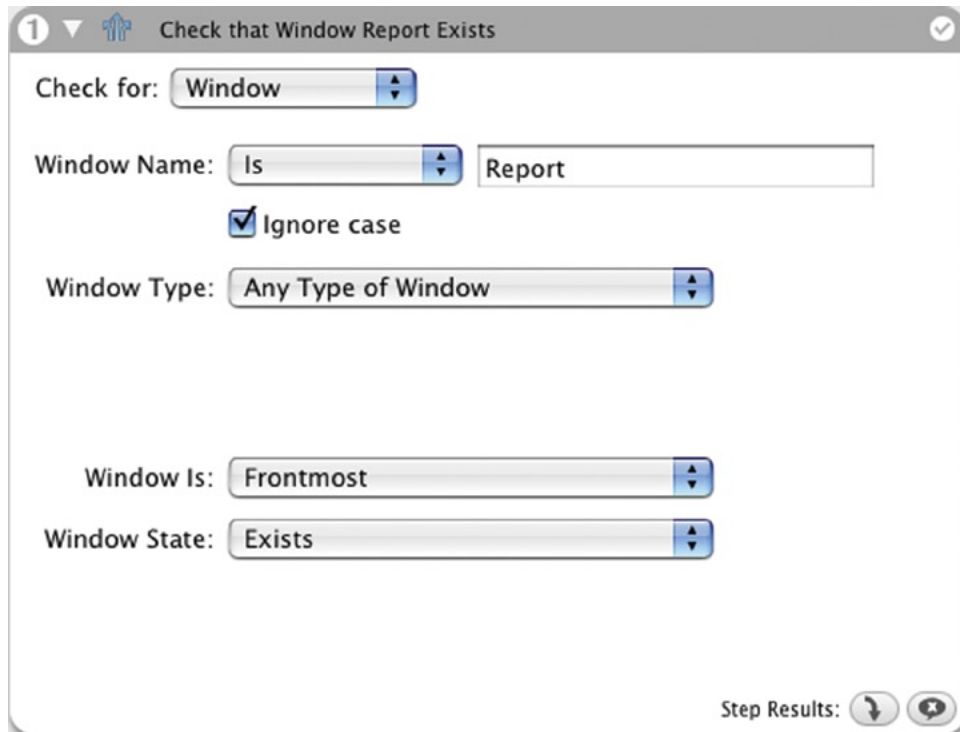 1 Check that Window Report Exists
Check for: Window
Window Name: Is Report
Ignore case
Window Type: Any Type of Window
Window Is: Frontmost
Window State: Exists
Step Results: